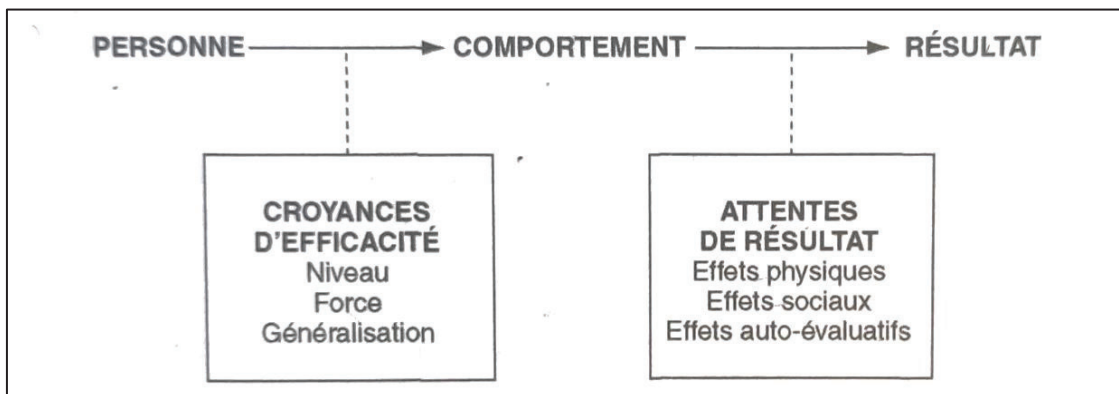 PERSONNE COMPORTEMENT RÉSULTAT
CROYANCES
D'EFFICACITÉ
Niveau
Force
Généralisation
ATTENTES
DE RÉSULTAT
Effets physiques
Effets sociaux
Effets auto-évaluatifs